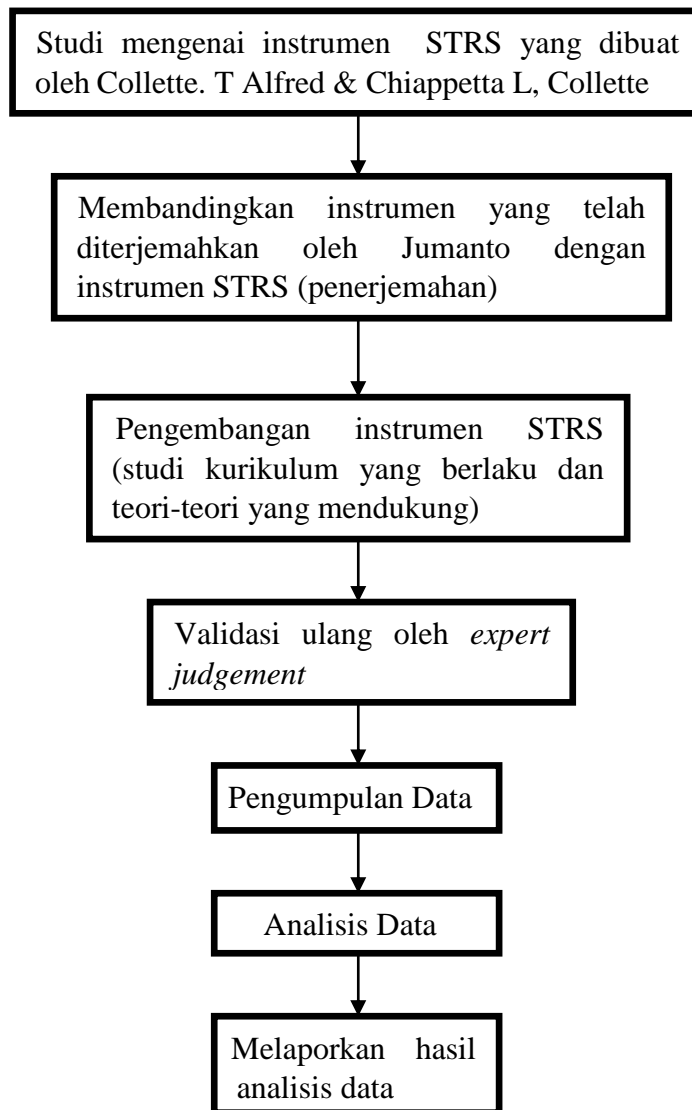 Studi mengenai instrumen STRS yang dibuat
oleh Collette. T Alfred & Chiappetta L, Collette
Membandingkan instrumen yang telah
diterjemahkan oleh Jumanto dengan
instrumen STRS (penerjemahan)
Pengembangan instrumen STRS
(studi kurikulum yang berlaku dan
teori-teori yang mendukung)
Validasi ulang oleh expert
judgement
Pengumpulan Data
Analisis Data
Melaporkan hasil
analisis data